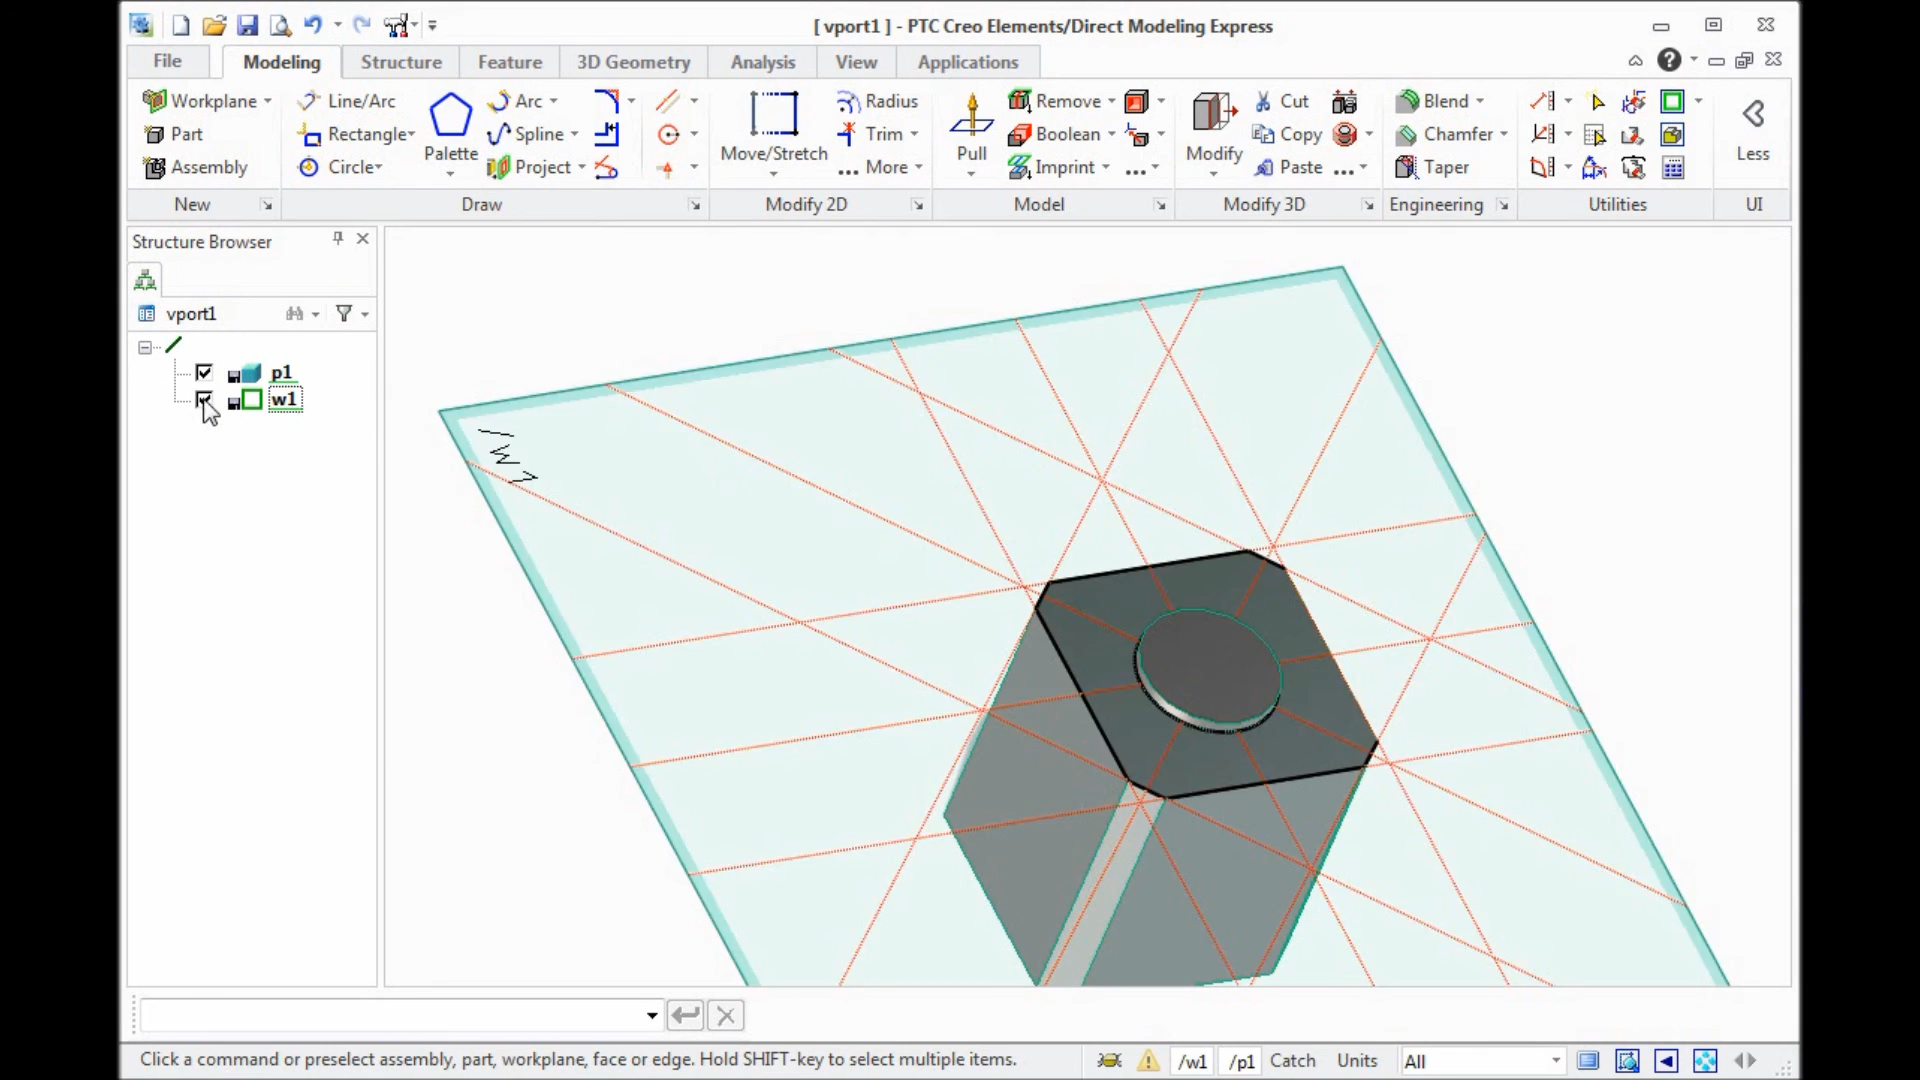 [ vport1 ] - PTC Creo Elements/Direct Modeling Express
File Modeling Structure Feature 3D Geometry Analysis View Applications
Workplane Line/Arc Arc Radius Remove Cut Blend
Part Rectangle Spline Trim Boolean Copy Chamfer
Palette Move/Stretch Pull Modify Less
Assembly Circle Project ... More Imprint ... Paste ... Taper
New Draw Modify 2D Model Modify 3D Engineering Utilities UI
Structure Browser
vport1
p1
w1
/w1
Click a command or preselect assembly, part, workplane, face or edge. Hold SHIFT-key to select multiple items.
/w1 /p1 Catch Units All